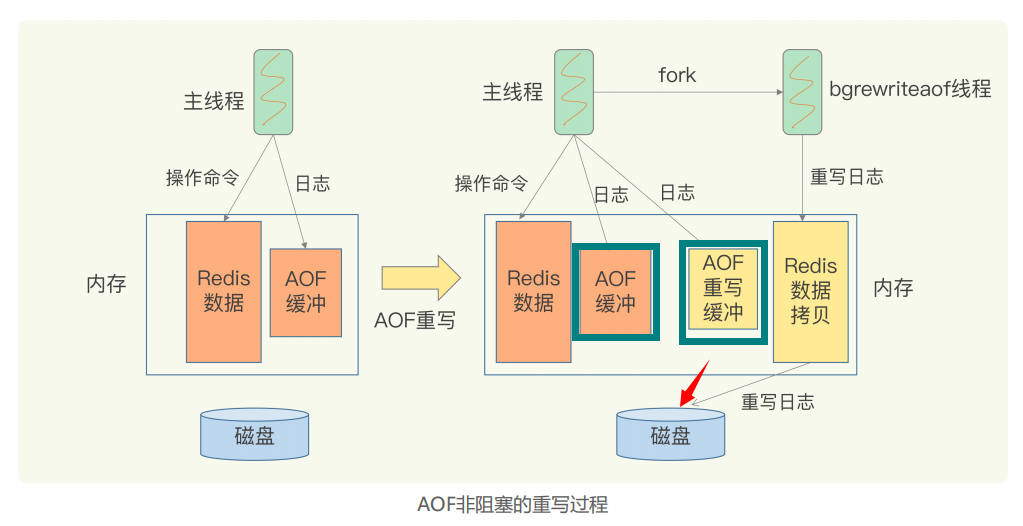 主线程
操作命令
日志
内存
Redis
数据
AOF
缓冲
磁盘
AOF重写
主线程
fork
bgrewriteaof线程
操作命令
日志
日志
重写日志
Redis
数据
AOF
缓冲
AOF
重写
缓冲
Redis
数据
拷贝
内存
重写日志
磁盘
AOF非阻塞的重写过程